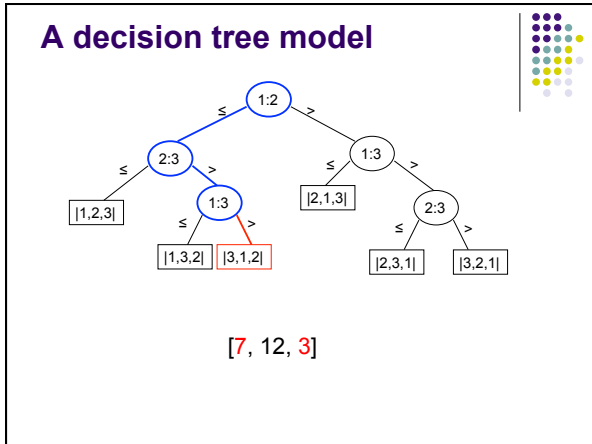 A decision tree model
1:2
≤ >
2:3 1:3
≤ > ≤ >
|1,2,3| 1:3 |2,1,3| 2:3
≤ > ≤ >
|1,3,2| |3,1,2| |2,3,1| |3,2,1|
[7, 12, 3]